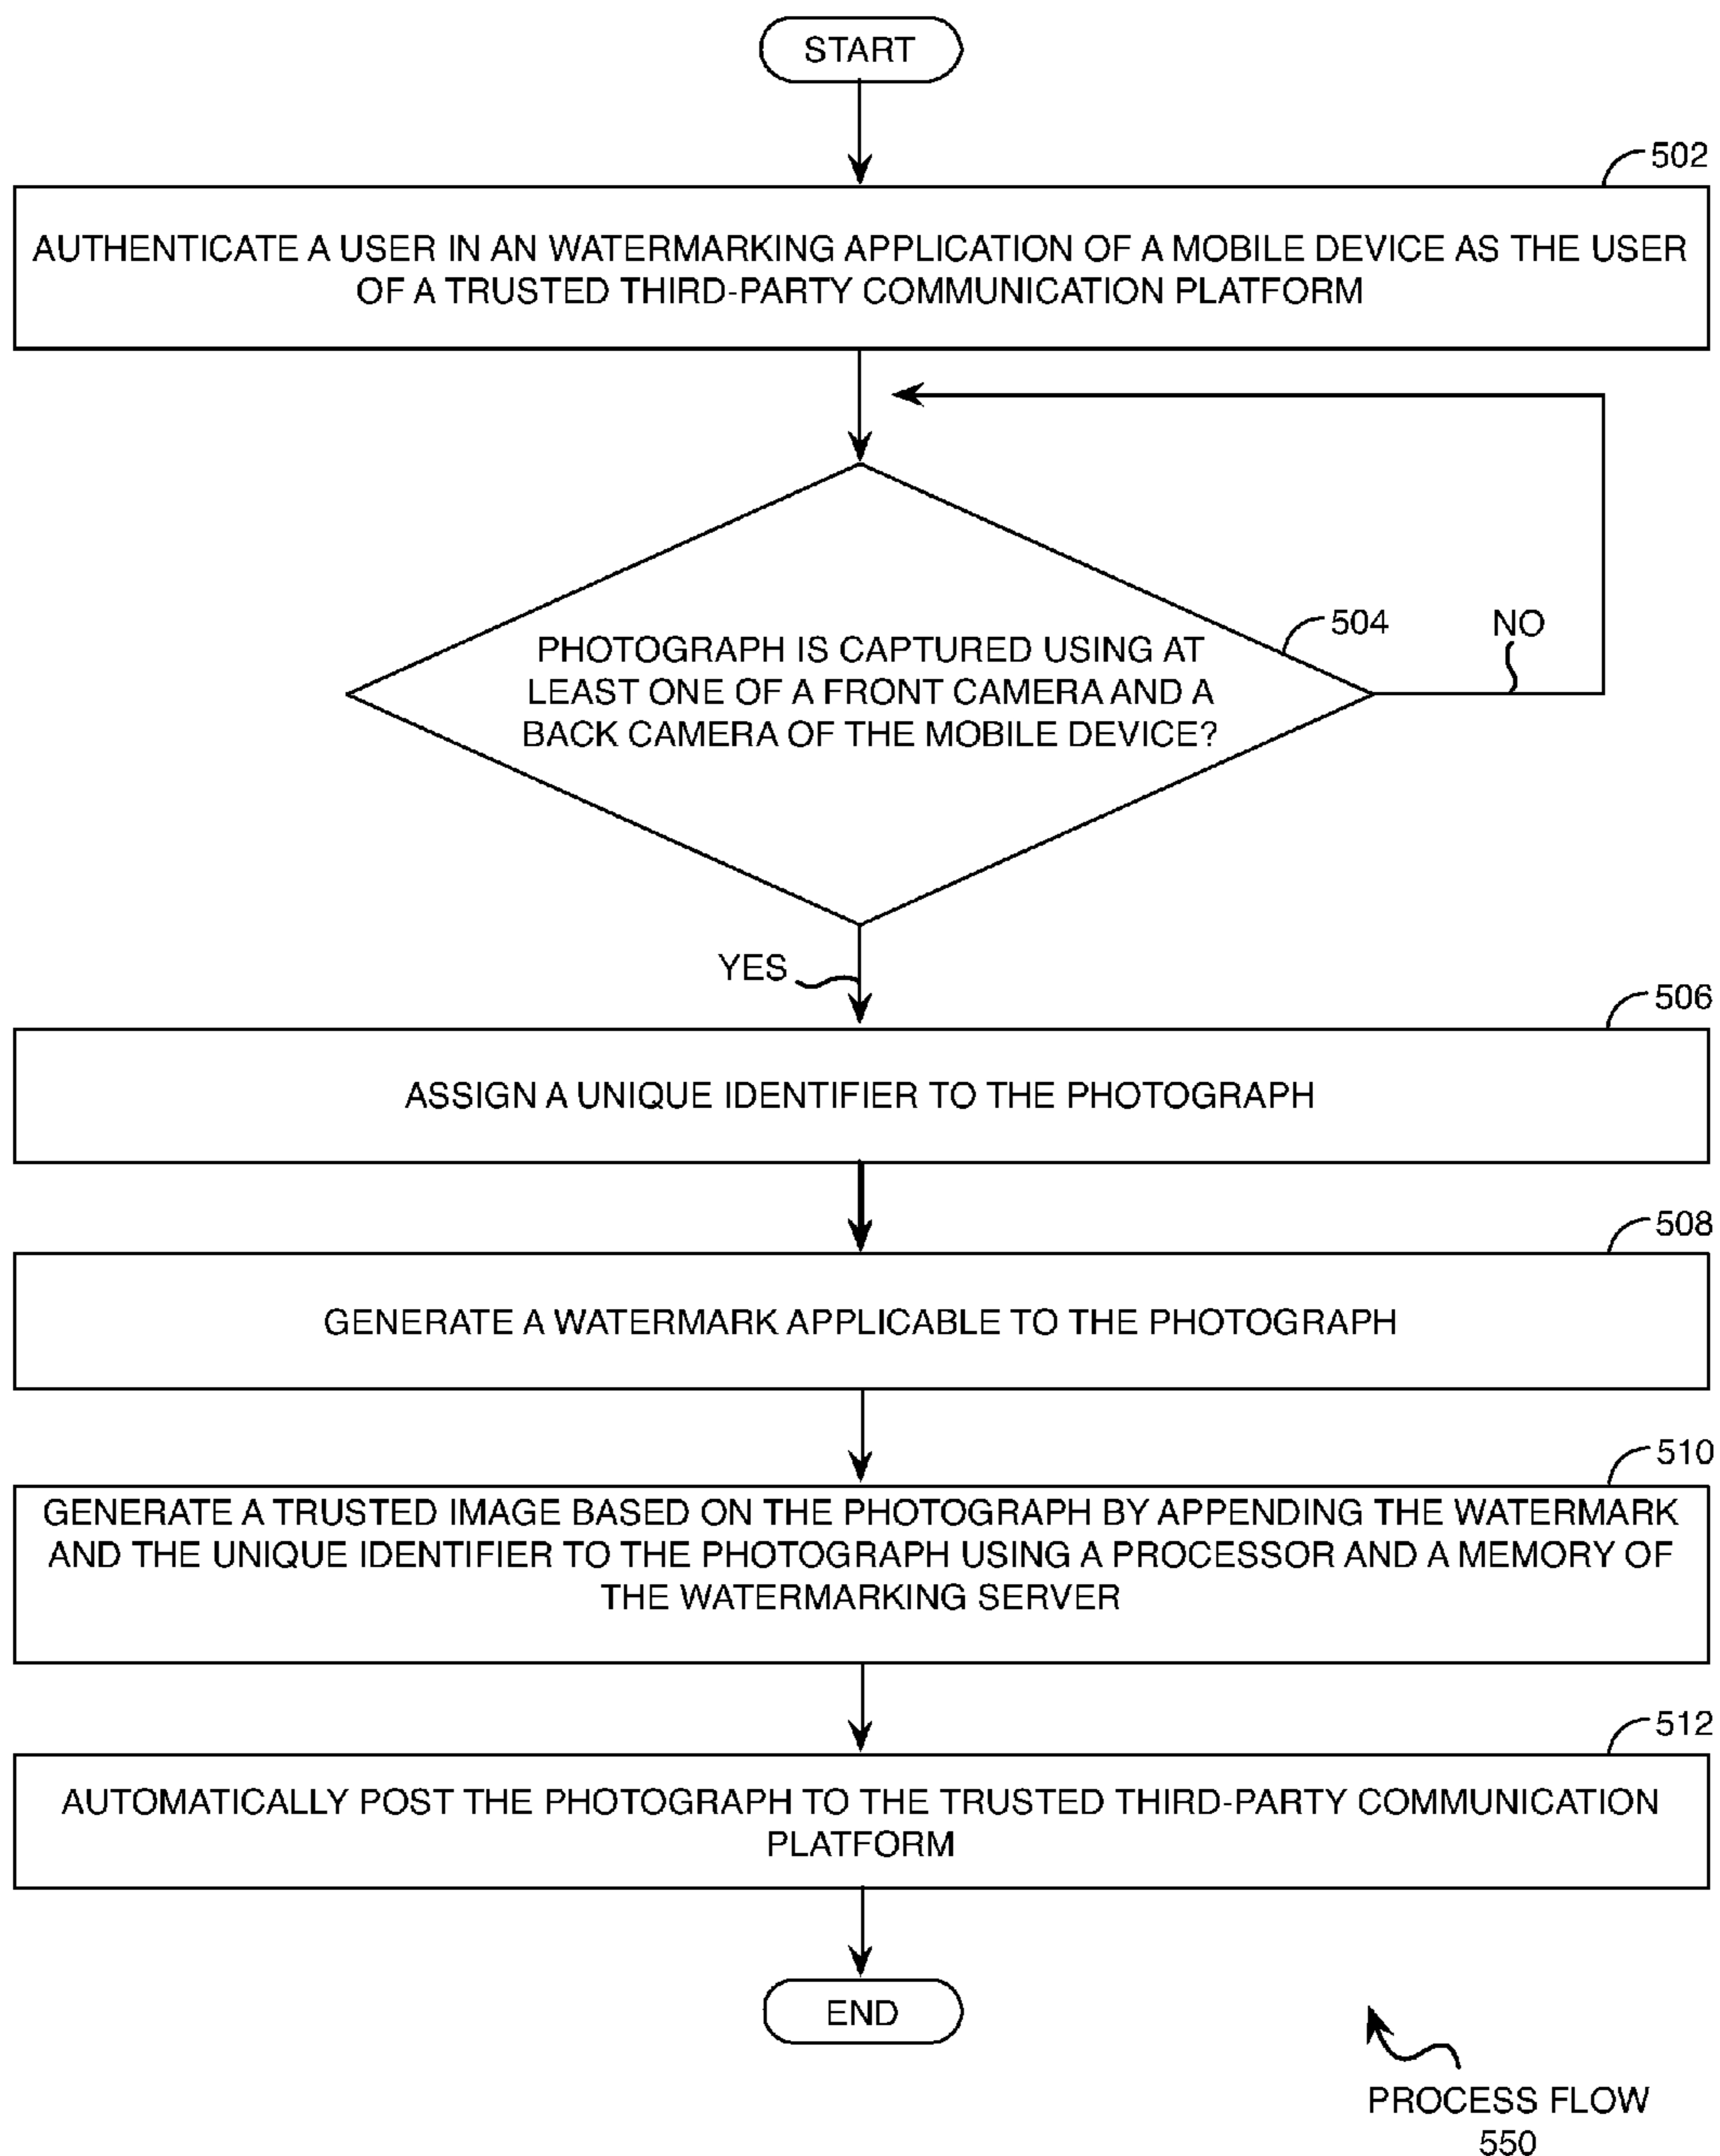 START
502
AUTHENTICATE A USER IN AN WATERMARKING APPLICATION OF A MOBILE DEVICE AS THE USER
OF A TRUSTED THIRD-PARTY COMMUNICATION PLATFORM
504
NO
PHOTOGRAPH IS CAPTURED USING AT
LEAST ONE OF A FRONT CAMERA AND A
BACK CAMERA OF THE MOBILE DEVICE?
YES
506
ASSIGN A UNIQUE IDENTIFIER TO THE PHOTOGRAPH
508
GENERATE A WATERMARK APPLICABLE TO THE PHOTOGRAPH
510
GENERATE A TRUSTED IMAGE BASED ON THE PHOTOGRAPH BY APPENDING THE WATERMARK
AND THE UNIQUE IDENTIFIER TO THE PHOTOGRAPH USING A PROCESSOR AND A MEMORY OF
THE WATERMARKING SERVER
512
AUTOMATICALLY POST THE PHOTOGRAPH TO THE TRUSTED THIRD-PARTY COMMUNICATION
PLATFORM
END
PROCESS FLOW
550